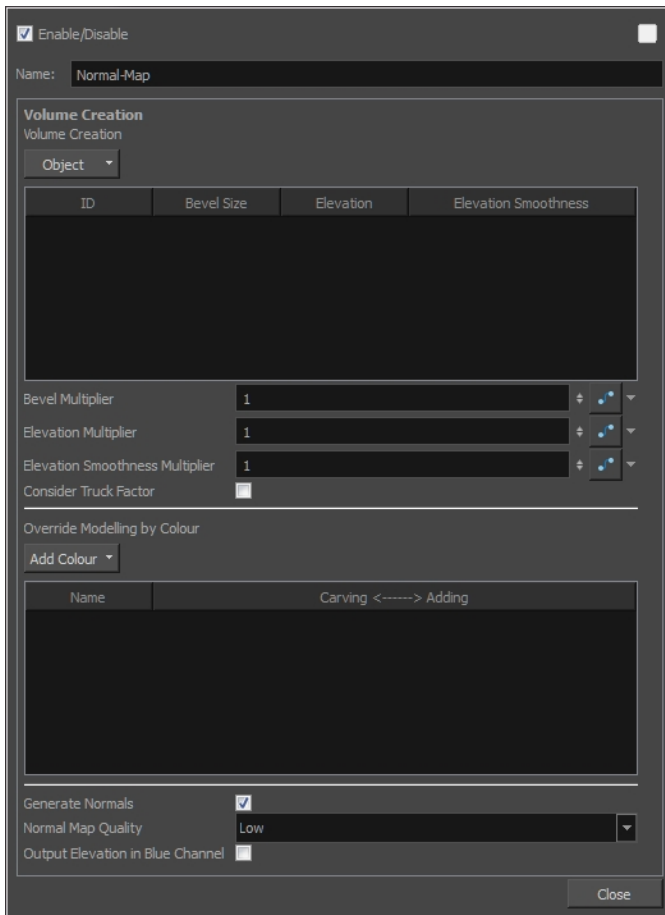 Enable/Disable
Name: Normal-Map
Volume Creation
Volume Creation
Object
ID Bevel Size Elevation Elevation Smoothness
Bevel Multiplier 1
Elevation Multiplier 1
Elevation Smoothness Multiplier 1
Consider Truck Factor
Override Modelling by Colour
Add Colour
Name Carving <------> Adding
Generate Normals
Normal Map Quality Low
Output Elevation in Blue Channel
Close